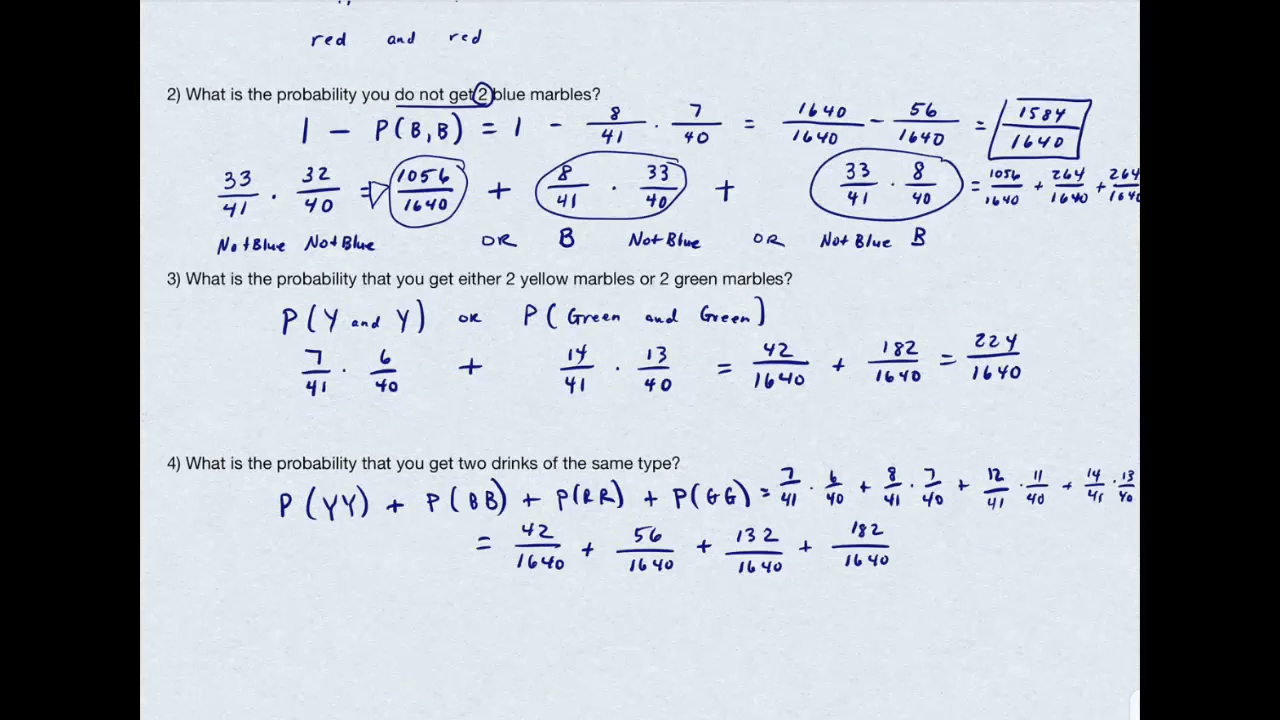 red and red
2) What is the probability you do not get 2 blue marbles?
1 - P(B,B) = 1 - 8/41 · 7/40 = 1640/1640 - 56/1640 = 1584/1640
33/41 · 32/40 = 1056/1640 + 8/41 · 33/40 + 33/41 · 8/40 = 1056/1640 + 264/1640 + 264/1640
Not Blue Not Blue OR B Not Blue OR Not Blue B
3) What is the probability that you get either 2 yellow marbles or 2 green marbles?
P(Y and Y) or P(Green and Green)
7/41 · 6/40 + 14/41 · 13/40 = 42/1640 + 182/1640 = 224/1640
4) What is the probability that you get two drinks of the same type?
P(YY) + P(BB) + P(RR) + P(GG) = 7/41 · 6/40 + 8/41 · 7/40 + 12/41 · 11/40 + 14/41 · 13/40
= 42/1640 + 56/1640 + 132/1640 + 182/1640